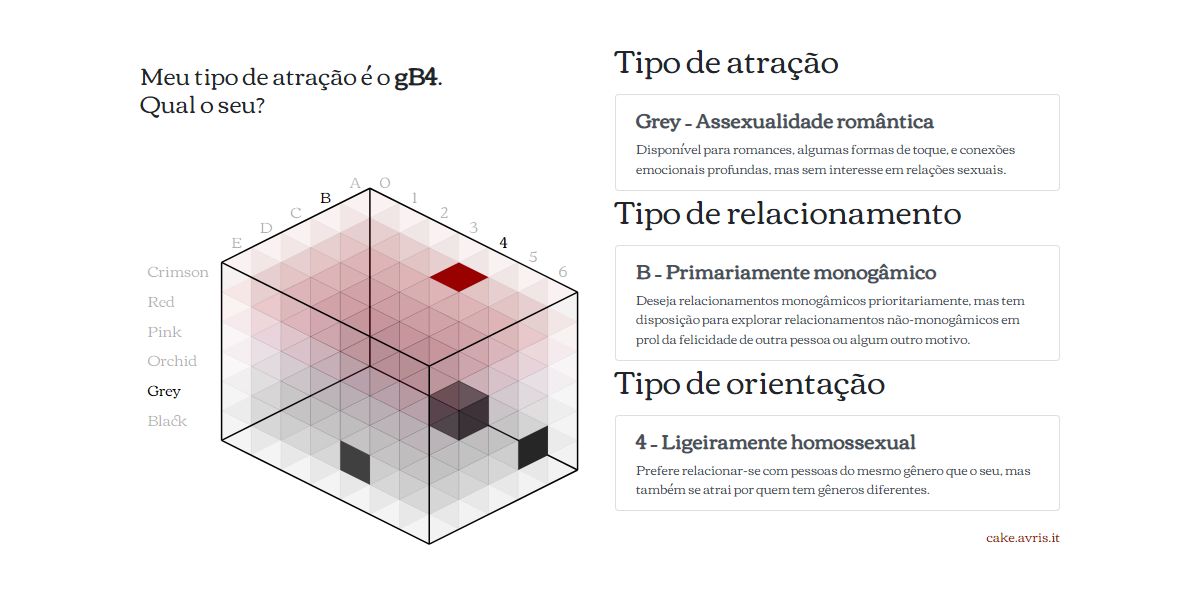 Meu tipo de atração é o gB4.
Qual o seu?
A O
B 1
C 2
D 3
E 4
5
6
Crimson
Red
Pink
Orchid
Grey
Black
Tipo de atração
Grey - Assexualidade romântica
Disponível para romances, algumas formas de toque, e conexões
emocionais profundas, mas sem interesse em relações sexuais.
Tipo de relacionamento
B - Primariamente monogâmico
Deseja relacionamentos monogâmicos prioritariamente, mas tem
disposição para explorar relacionamentos não-monogâmicos em
prol da felicidade de outra pessoa ou algum outro motivo.
Tipo de orientação
4 - Ligeiramente homossexual
Prefere relacionar-se com pessoas do mesmo gênero que o seu, mas
também se atrai por quem tem gêneros diferentes.
cake.avris.it